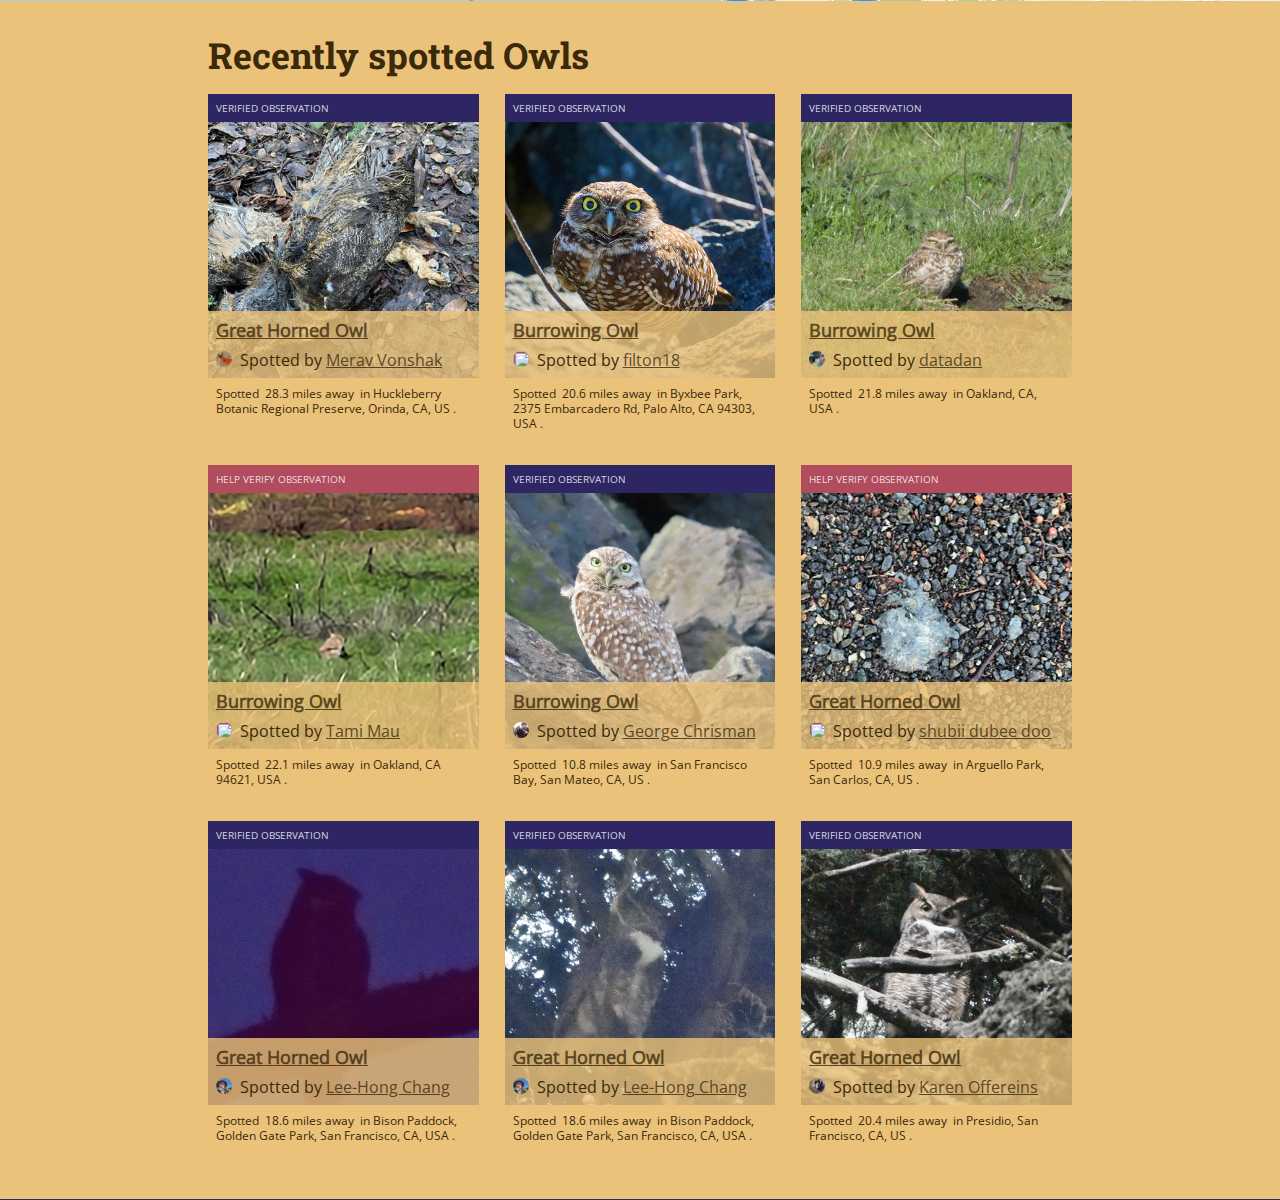 Recently spotted Owls
VERIFIED OBSERVATION
Great Horned Owl
Spotted by Merav Vonshak
Spotted 28.3 miles away in Huckleberry
Botanic Regional Preserve, Orinda, CA, US .
VERIFIED OBSERVATION
Burrowing Owl
Spotted by filton18
Spotted 20.6 miles away in Byxbee Park,
2375 Embarcadero Rd, Palo Alto, CA 94303,
USA .
VERIFIED OBSERVATION
Burrowing Owl
Spotted by datadan
Spotted 21.8 miles away in Oakland, CA,
USA .
HELP VERIFY OBSERVATION
Burrowing Owl
Spotted by Tami Mau
Spotted 22.1 miles away in Oakland, CA
94621, USA .
VERIFIED OBSERVATION
Burrowing Owl
Spotted by George Chrisman
Spotted 10.8 miles away in San Francisco
Bay, San Mateo, CA, US .
HELP VERIFY OBSERVATION
Great Horned Owl
Spotted by shubii dubee doo
Spotted 10.9 miles away in Arguello Park,
San Carlos, CA, US .
VERIFIED OBSERVATION
Great Horned Owl
Spotted by Lee-Hong Chang
Spotted 18.6 miles away in Bison Paddock,
Golden Gate Park, San Francisco, CA, USA .
VERIFIED OBSERVATION
Great Horned Owl
Spotted by Lee-Hong Chang
Spotted 18.6 miles away in Bison Paddock,
Golden Gate Park, San Francisco, CA, USA .
VERIFIED OBSERVATION
Great Horned Owl
Spotted by Karen Offereins
Spotted 20.4 miles away in Presidio, San
Francisco, CA, US .